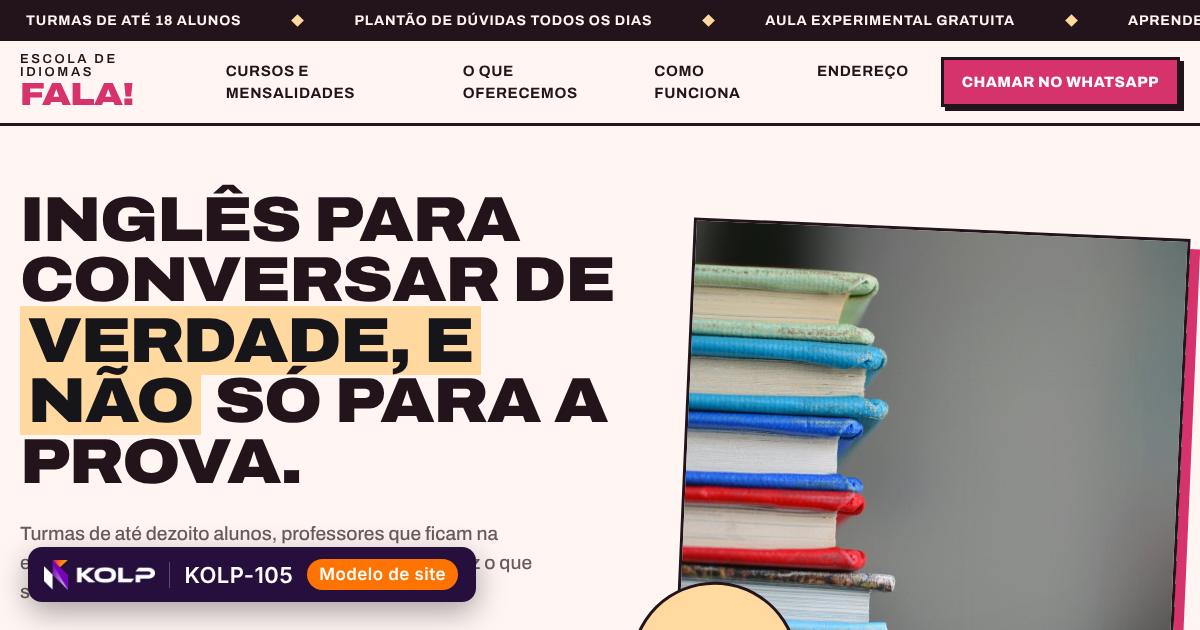 TURMAS DE ATÉ 18 ALUNOS ◆ PLANTÃO DE DÚVIDAS TODOS OS DIAS ◆ AULA EXPERIMENTAL GRATUITA ◆ APRENDE
ESCOLA DE
IDIOMAS
FALA!
CURSOS E
MENSALIDADES
O QUE
OFERECEMOS
COMO
FUNCIONA
ENDEREÇO
CHAMAR NO WHATSAPP
INGLÊS PARA
CONVERSAR DE
VERDADE, E
NÃO SÓ PARA A
PROVA.
Turmas de até dezoito alunos, professores que ficam na
o que
KOLP KOLP-105 Modelo de site